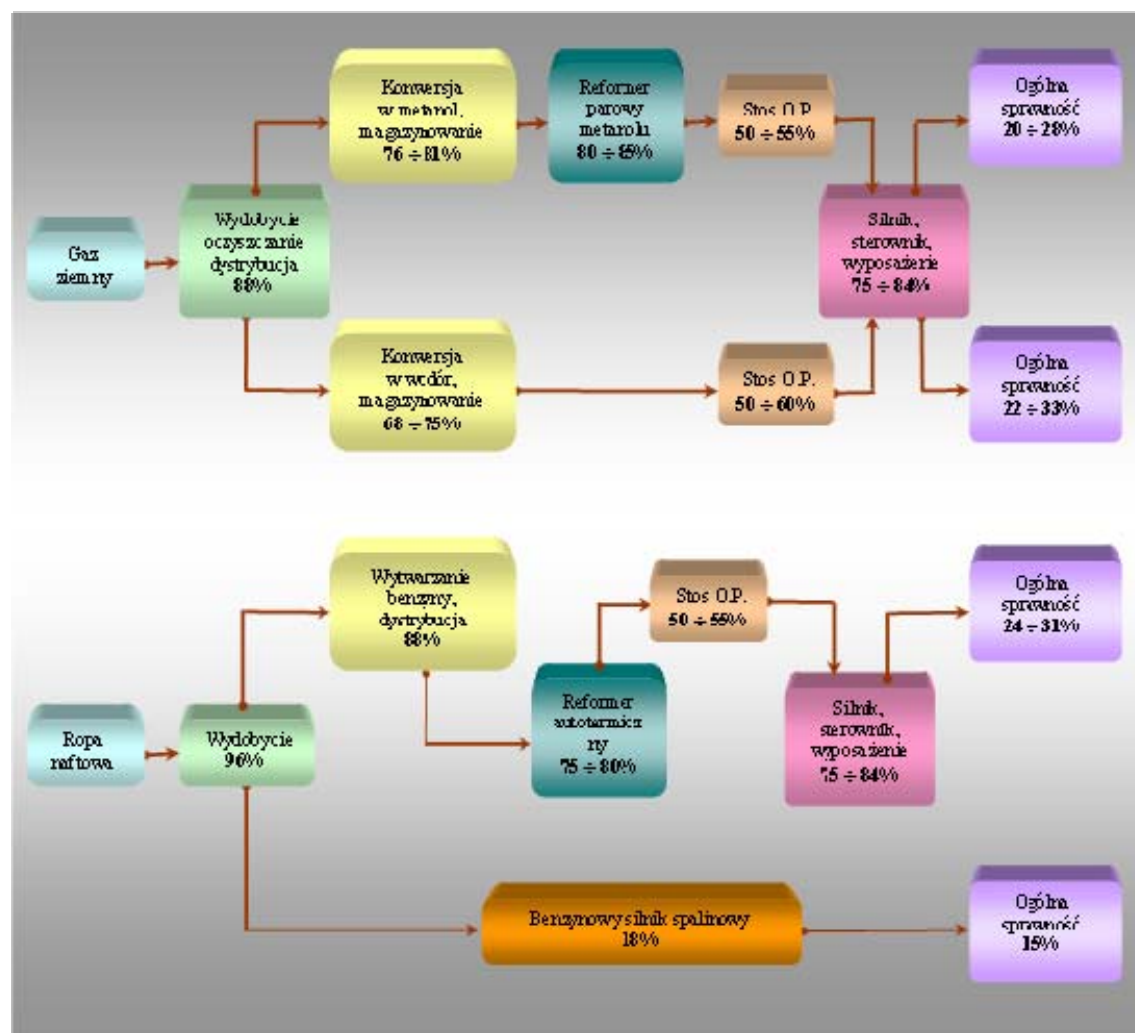 Gaz
ziemny
Wydobycie
oczyszczanie
dystrybucja
88%
Konwersja
w metanol,
magazynowanie
76 ÷ 81%
Reformer
parowy
metanolu
80 ÷ 85%
Stos O.P.
50 ÷ 55%
Silnik,
sterownik,
wyposażenie
75 ÷ 84%
Ogólna
sprawność
20 ÷ 28%
Konwersja
w wodór,
magazynowanie
68 ÷ 75%
Stos O.P.
50 ÷ 60%
Ogólna
sprawność
22 ÷ 33%
Ropa
naftowa
Wydobycie
96%
Wytwarzanie
benzyny,
dystrybucja
88%
Reformer
autotermicz
ny
75 ÷ 80%
Stos O.P.
50 ÷ 55%
Silnik,
sterownik,
wyposażenie
75 ÷ 84%
Ogólna
sprawność
24 ÷ 31%
Benzynowy silnik spalinowy
18%
Ogólna
sprawność
15%